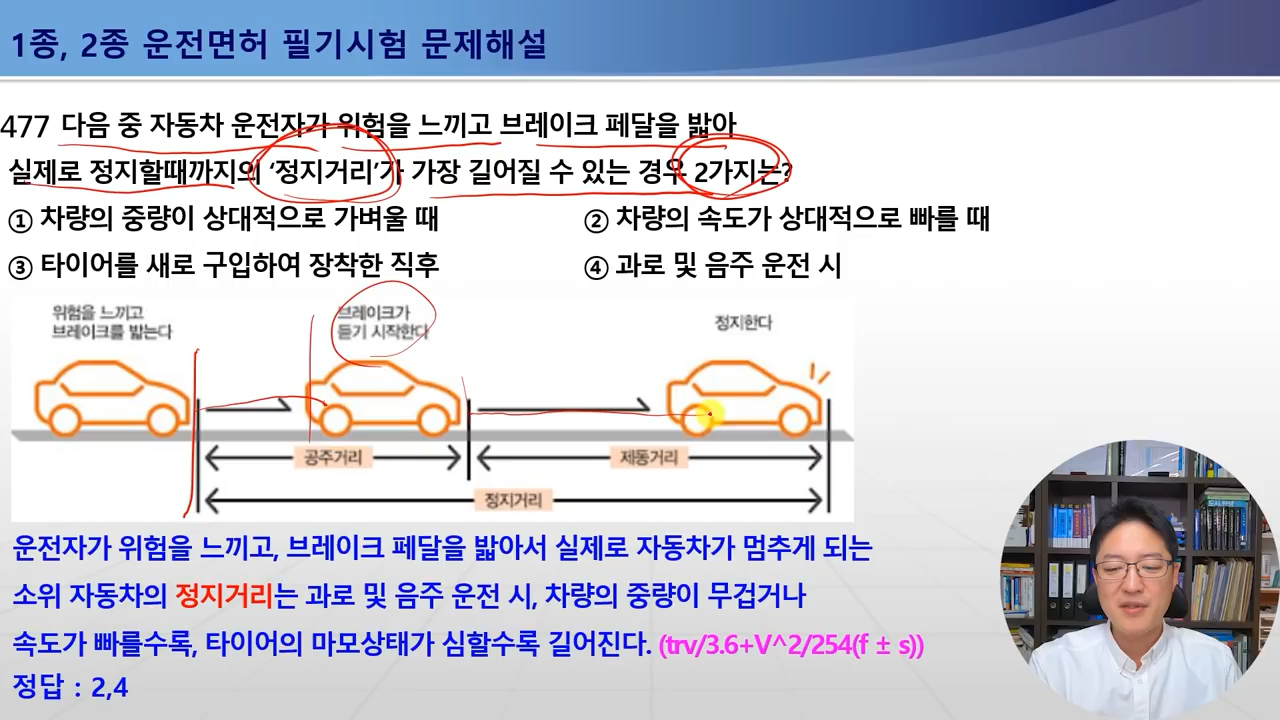 1종, 2종 운전면허 필기시험 문제해설
477 다음 중 자동차 운전자가 위험을 느끼고 브레이크 페달을 밟아
실제로 정지할때까지의 '정지거리'가 가장 길어질 수 있는 경우 2가지는?
① 차량의 중량이 상대적으로 가벼울 때
② 차량의 속도가 상대적으로 빠를 때
③ 타이어를 새로 구입하여 장착한 직후
④ 과로 및 음주 운전 시
위험을 느끼고
브레이크를 밟는다
브레이크가
듣기 시작한다
정지한다
공주거리
제동거리
정지거리
운전자가 위험을 느끼고, 브레이크 페달을 밟아서 실제로 자동차가 멈추게 되는
소위 자동차의 정지거리는 과로 및 음주 운전 시, 차량의 중량이 무겁거나
속도가 빠를수록, 타이어의 마모상태가 심할수록 길어진다. (trv/3.6+V^2/254(f ± s))
정답 : 2,4